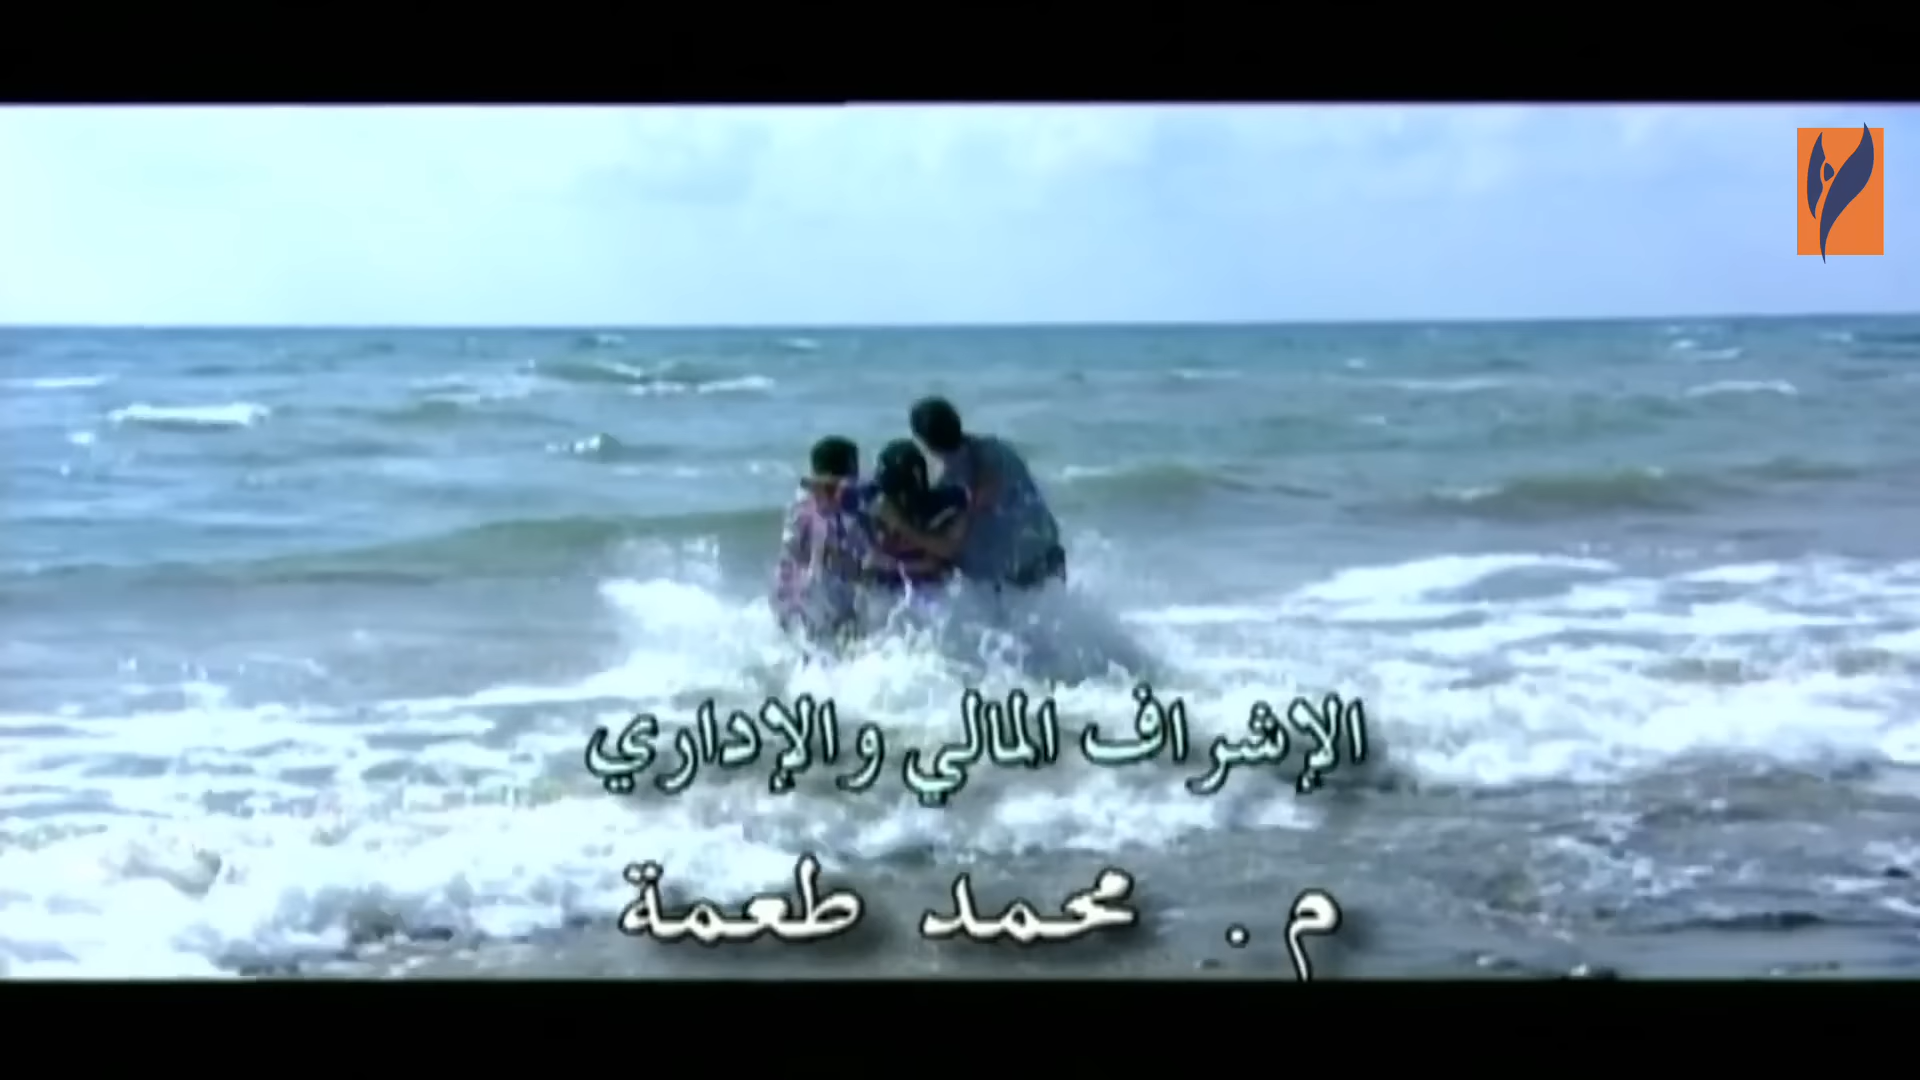 الإشراف المالي والإداري
م . محمد طعمة